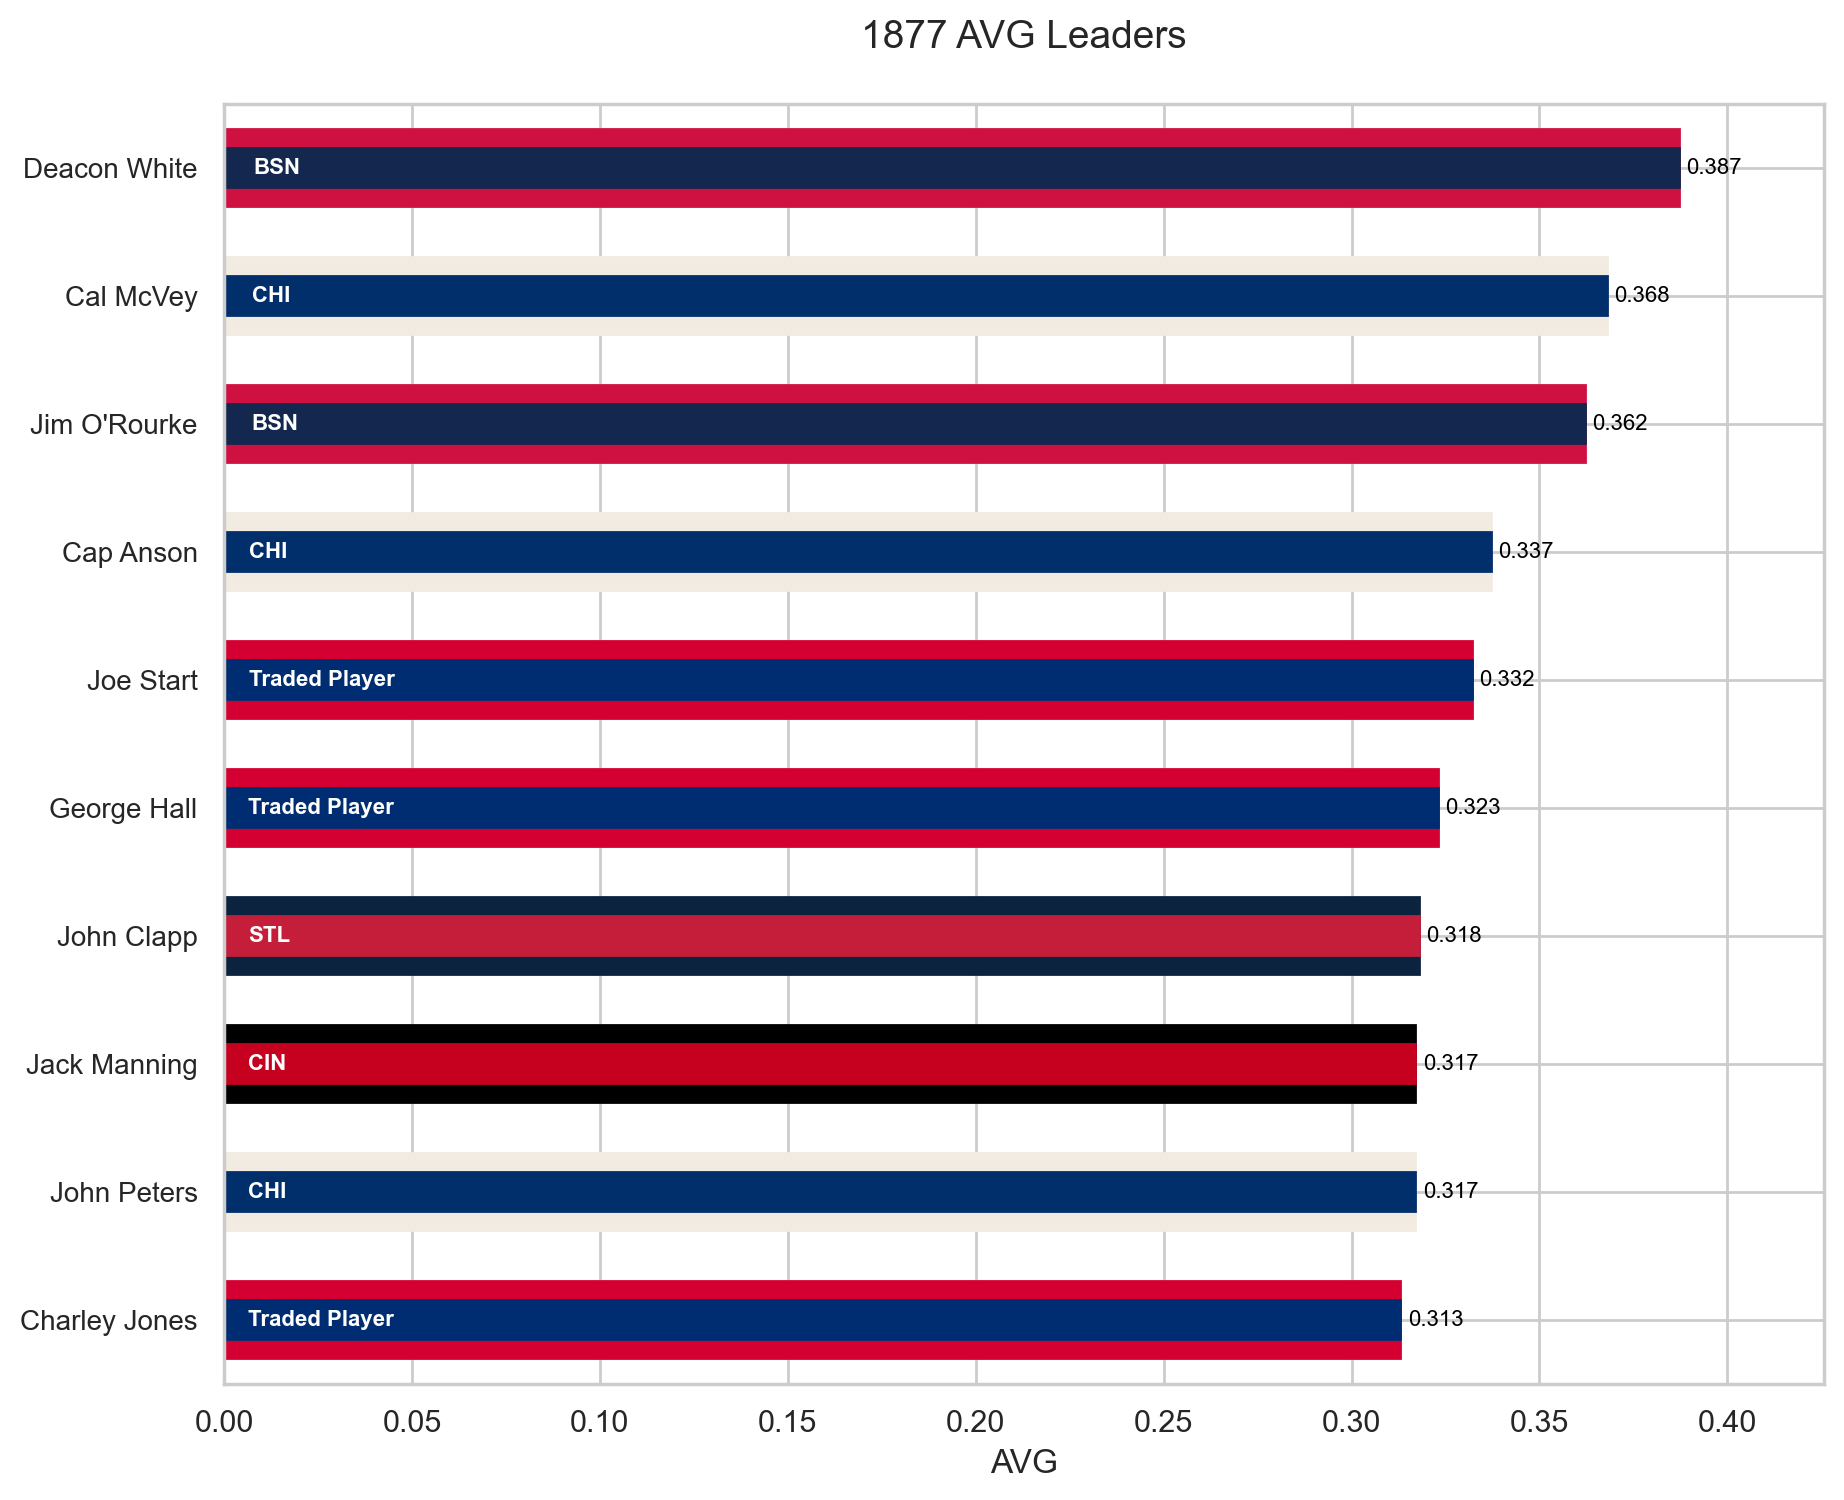 1877 AVG Leaders
Deacon White BSN 0.387
Cal McVey CHI 0.368
Jim O'Rourke BSN 0.362
Cap Anson CHI 0.337
Joe Start Traded Player 0.332
George Hall Traded Player 0.323
John Clapp STL 0.318
Jack Manning CIN 0.317
John Peters CHI 0.317
Charley Jones Traded Player 0.313
0.00 0.05 0.10 0.15 0.20 0.25 0.30 0.35 0.40
AVG